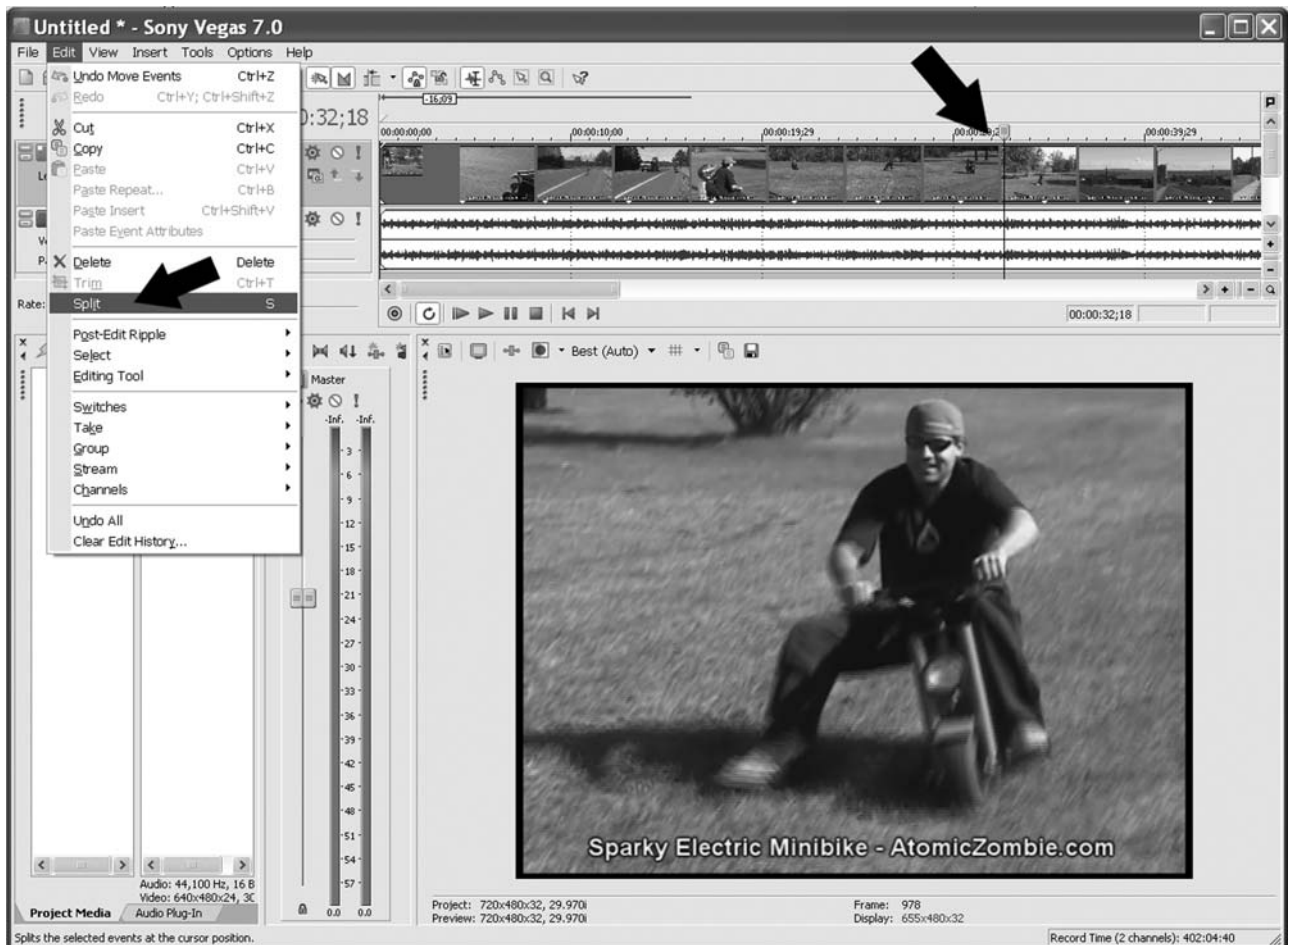 Untitled * - Sony Vegas 7.0
File Edit View Insert Tools Options Help
Undo Move Events Ctrl+Z
Redo Ctrl+Y; Ctrl+Shift+Z
Cut Ctrl+X
Copy Ctrl+C
Paste Ctrl+V
Paste Repeat... Ctrl+B
Paste Insert Ctrl+Shift+V
Paste Event Attributes
Delete Delete
Trim Ctrl+T
Split S
Post-Edit Ripple
Select
Editing Tool
Switches
Take
Group
Stream
Channels
Undo All
Clear Edit History...
-16;09
0:32;18
00:00:00;00 00:00:10;00 00:00:19;29 00:00:39;29
Rate:
00:00:32;18
Best (Auto)
Master
-Inf. -Inf.
- 3 -
- 6 -
- 9 -
-12 -
-15 -
-18 -
-21 -
-24 -
-27 -
-30 -
-33 -
-36 -
-39 -
-42 -
-45 -
-48 -
-51 -
-54 -
-57 -
0.0 0.0
Sparky Electric Minibike - AtomicZombie.com
Audio: 44,100 Hz, 16 B
Video: 640x480x24, 3
Project Media Audio Plug-In
Project: 720x480x32, 29.970i
Preview: 720x480x32, 29.970i
Frame: 978
Display: 655x480x32
Splits the selected events at the cursor position.
Record Time (2 channels): 402:04:40